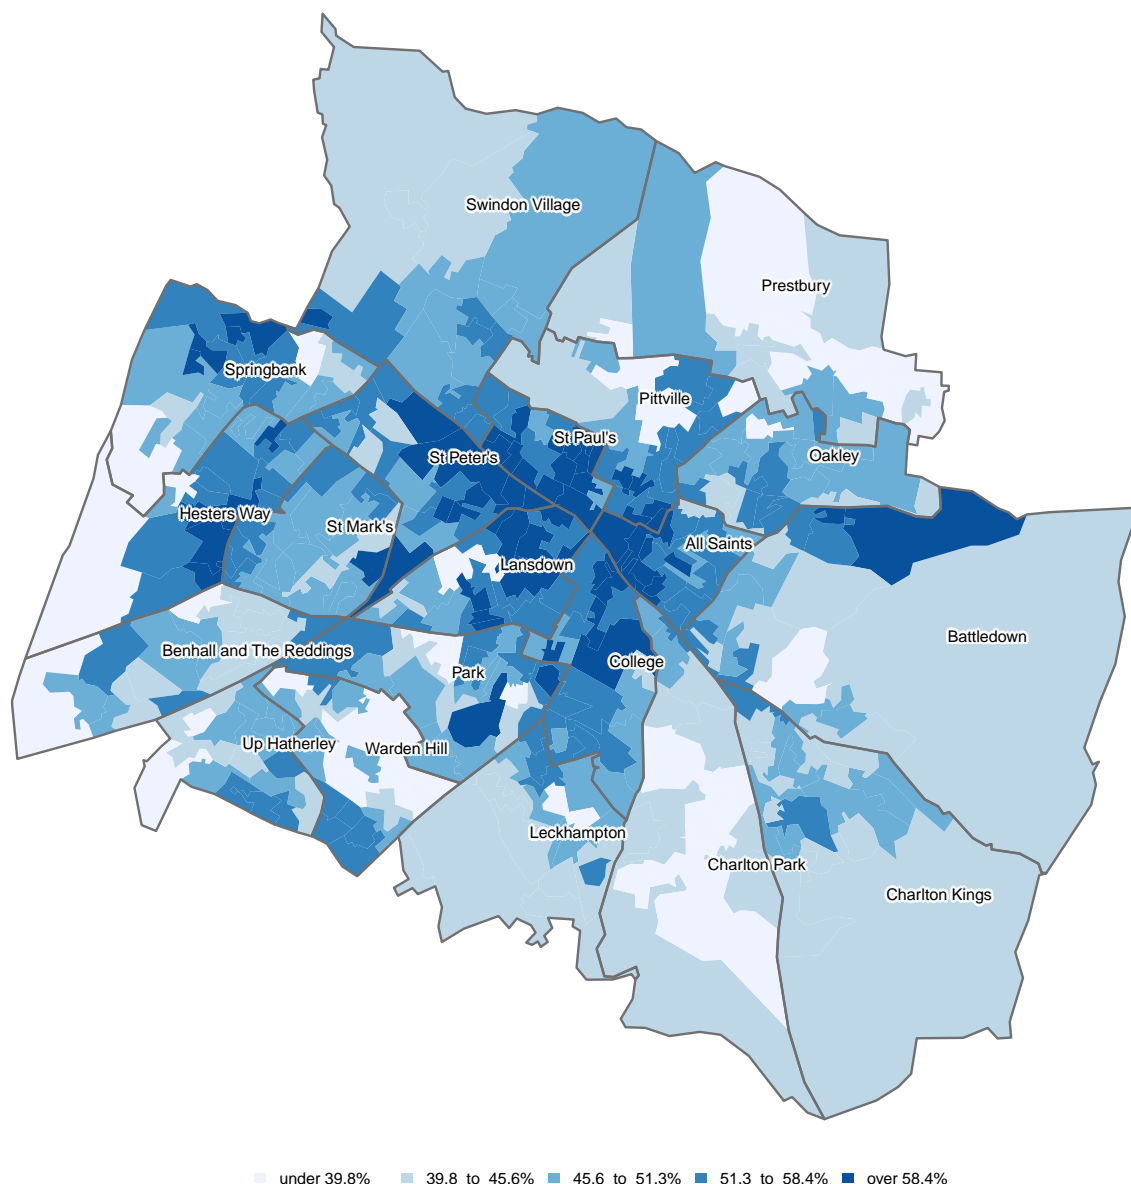 Swindon Village
Prestbury
Springbank
Pittville
St Paul's
St Peter's
Oakley
Hesters Way
St Mark's
All Saints
Lansdown
Battledown
Benhall and The Reddings
College
Park
Up Hatherley
Warden Hill
Leckhampton
Charlton Park
Charlton Kings
under 39.8% 39.8 to 45.6% 45.6 to 51.3% 51.3 to 58.4% over 58.4%